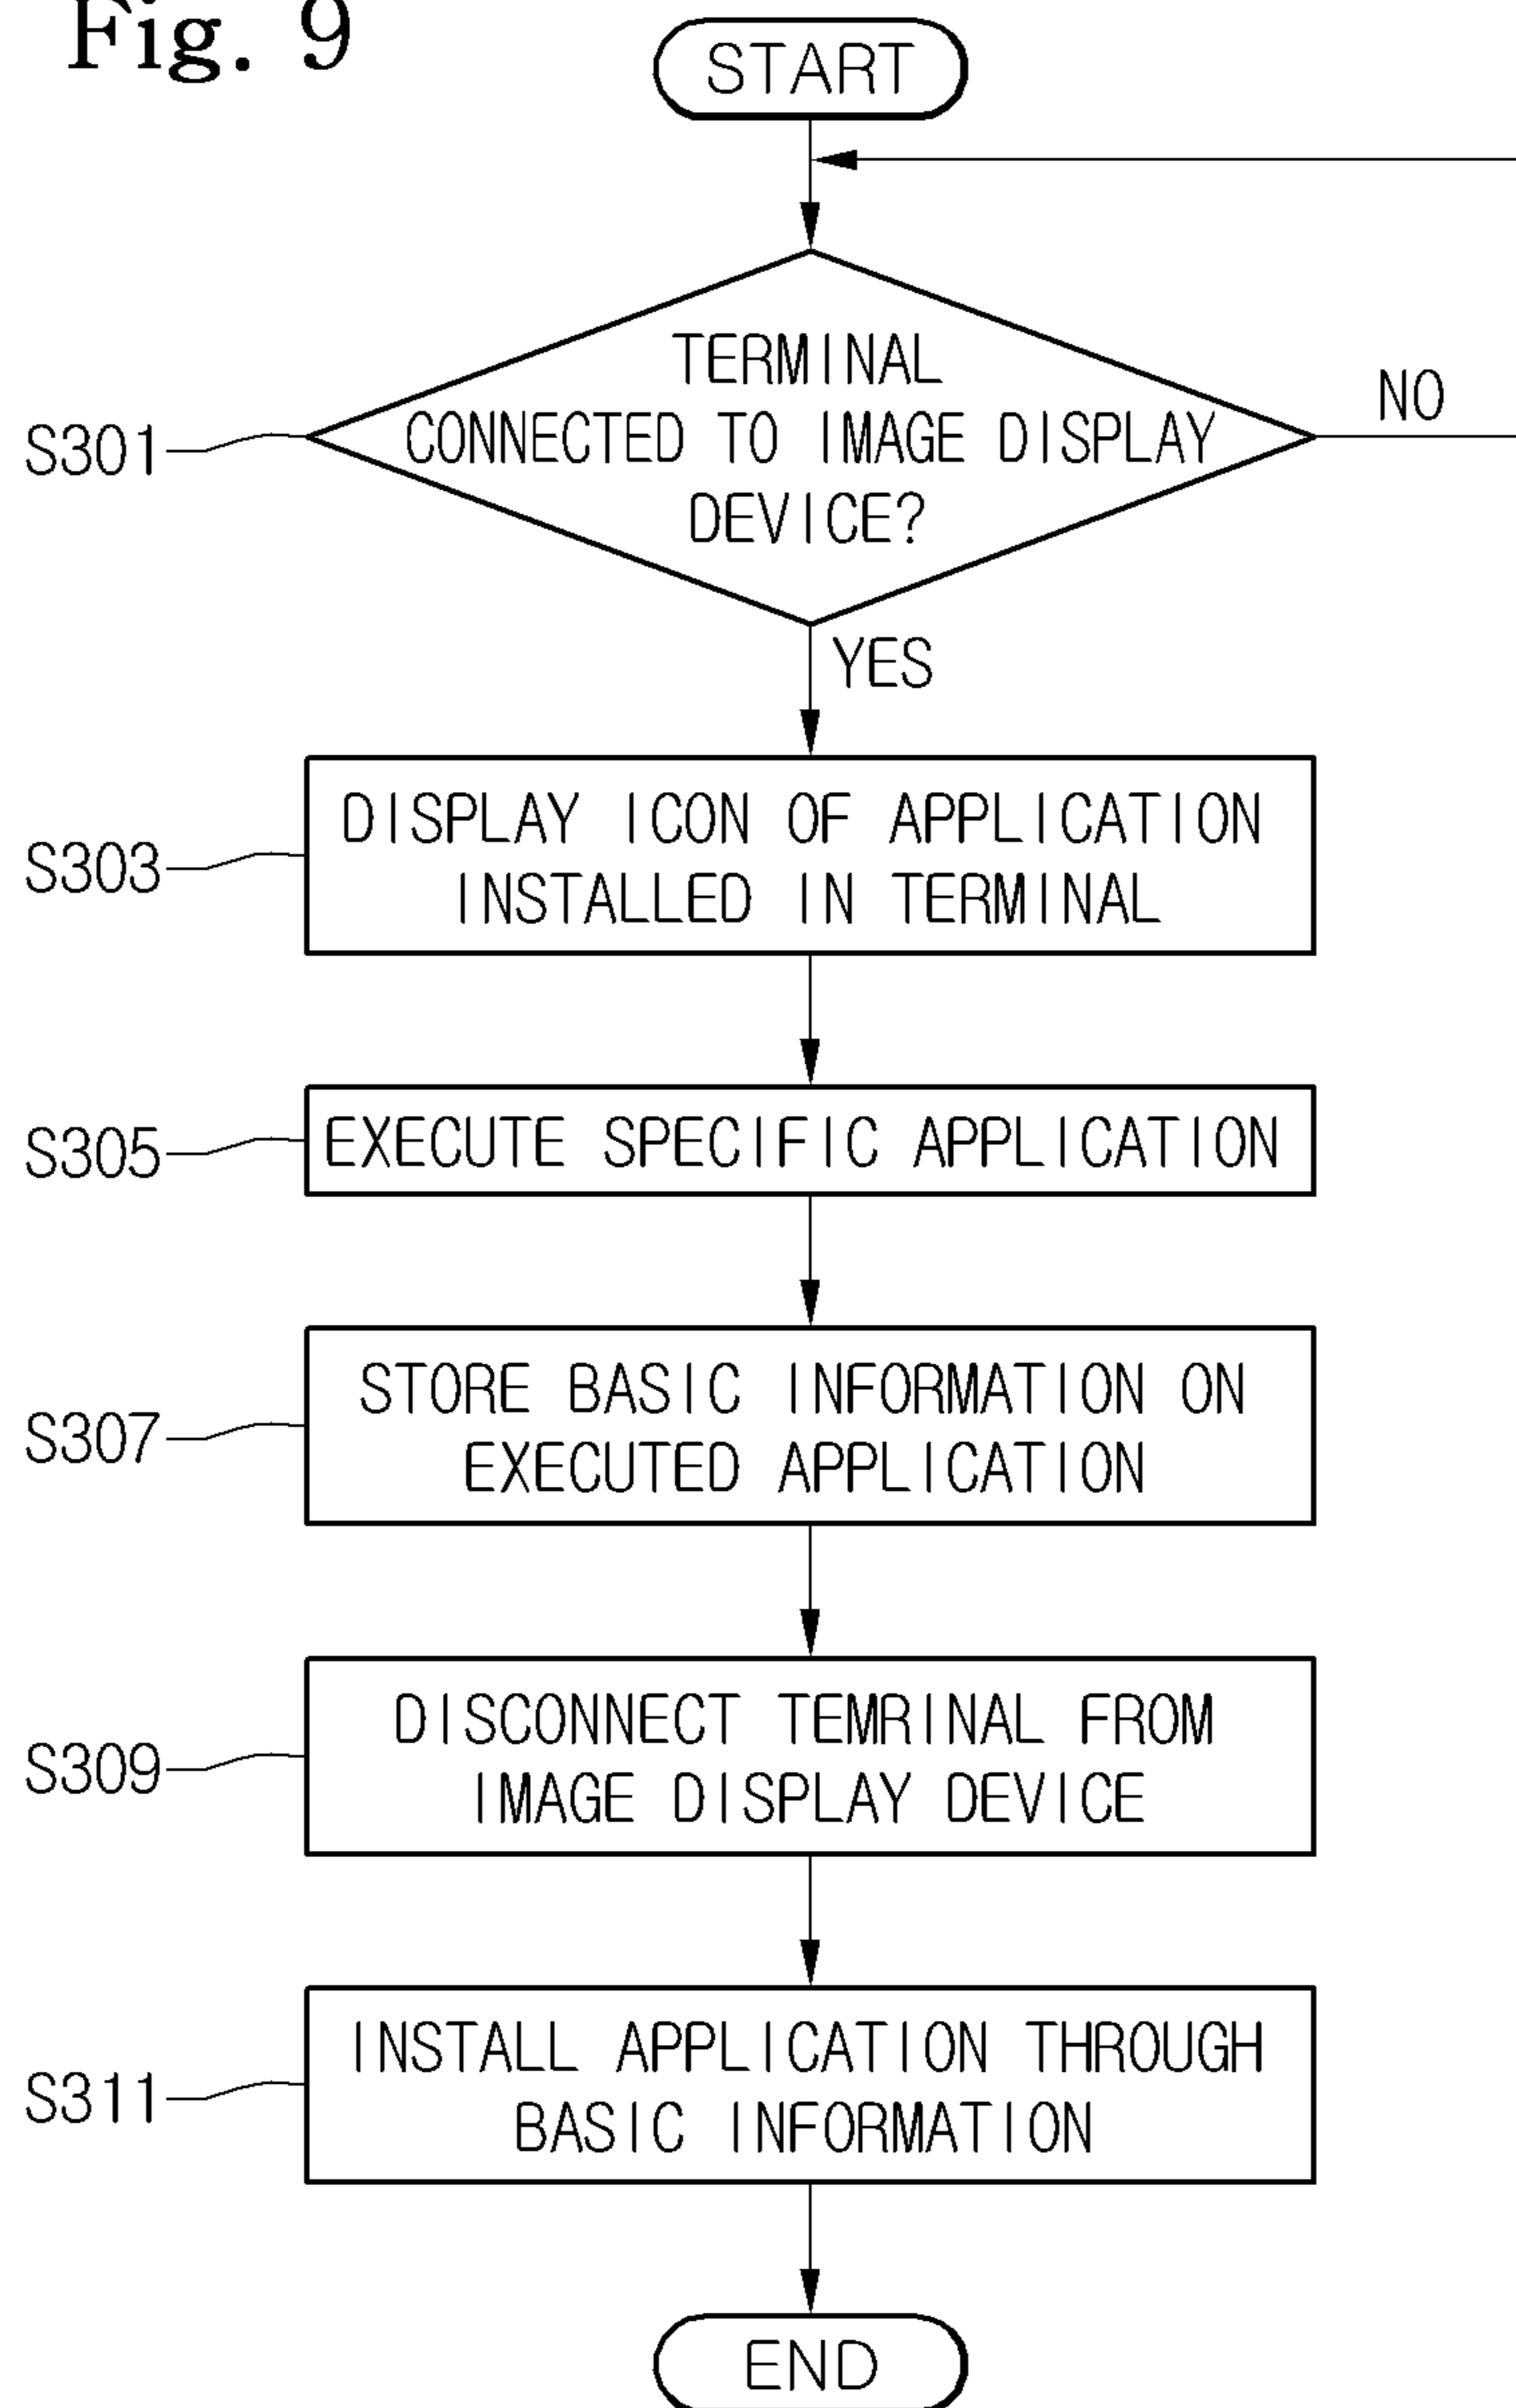 Fig. 9
START
TERMINAL
CONNECTED TO IMAGE DISPLAY
DEVICE?
NO
S301
YES
DISPLAY ICON OF APPLICATION
INSTALLED IN TERMINAL
S303
EXECUTE SPECIFIC APPLICATION
S305
STORE BASIC INFORMATION ON
EXECUTED APPLICATION
S307
DISCONNECT TEMRINAL FROM
IMAGE DISPLAY DEVICE
S309
INSTALL APPLICATION THROUGH
BASIC INFORMATION
S311
END